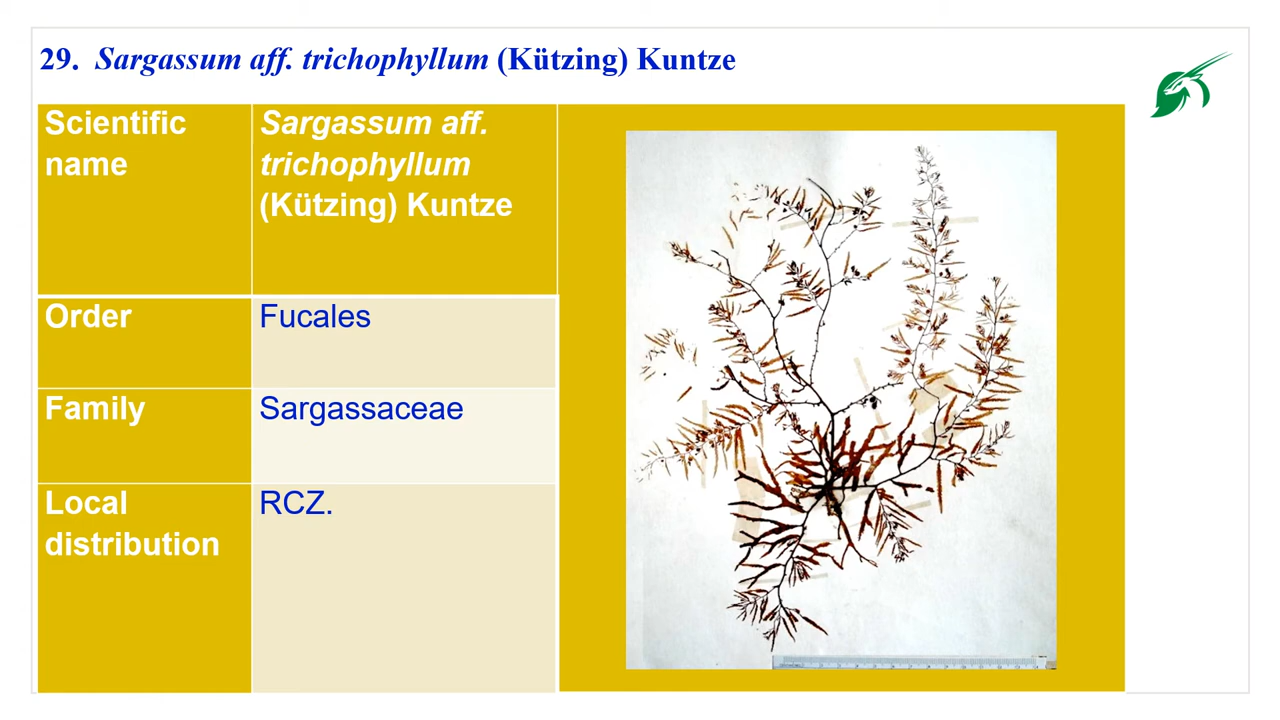 29. Sargassum aff. trichophyllum (Kützing) Kuntze
Scientific
name
Sargassum aff.
trichophyllum
(Kützing) Kuntze
Order
Fucales
Family
Sargassaceae
Local
distribution
RCZ.